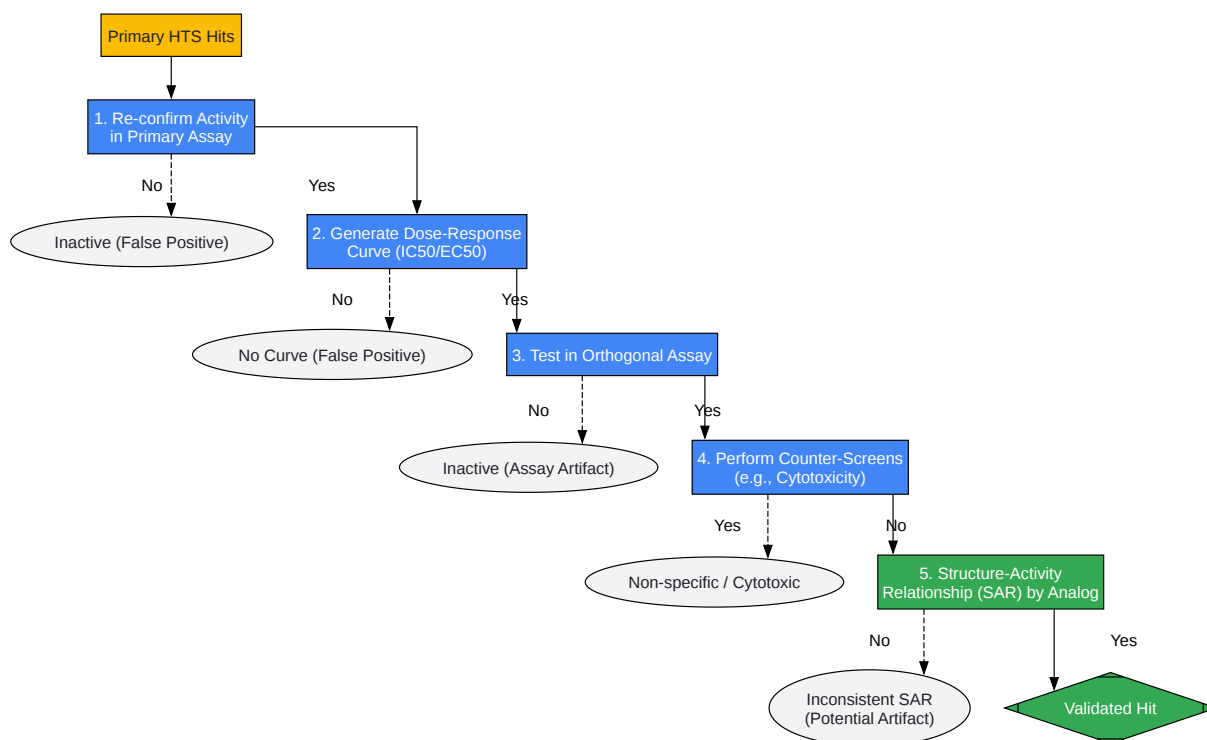 Primary HTS Hits
1. Re-confirm Activity
in Primary Assay
No
Yes
Inactive (False Positive)
2. Generate Dose-Response
Curve (IC50/EC50)
No
Yes
No Curve (False Positive)
3. Test in Orthogonal Assay
No
Yes
Inactive (Assay Artifact)
4. Perform Counter-Screens
(e.g., Cytotoxicity)
Yes
No
Non-specific / Cytotoxic
5. Structure-Activity
Relationship (SAR) by Analog
No
Yes
Inconsistent SAR
(Potential Artifact)
Validated Hit